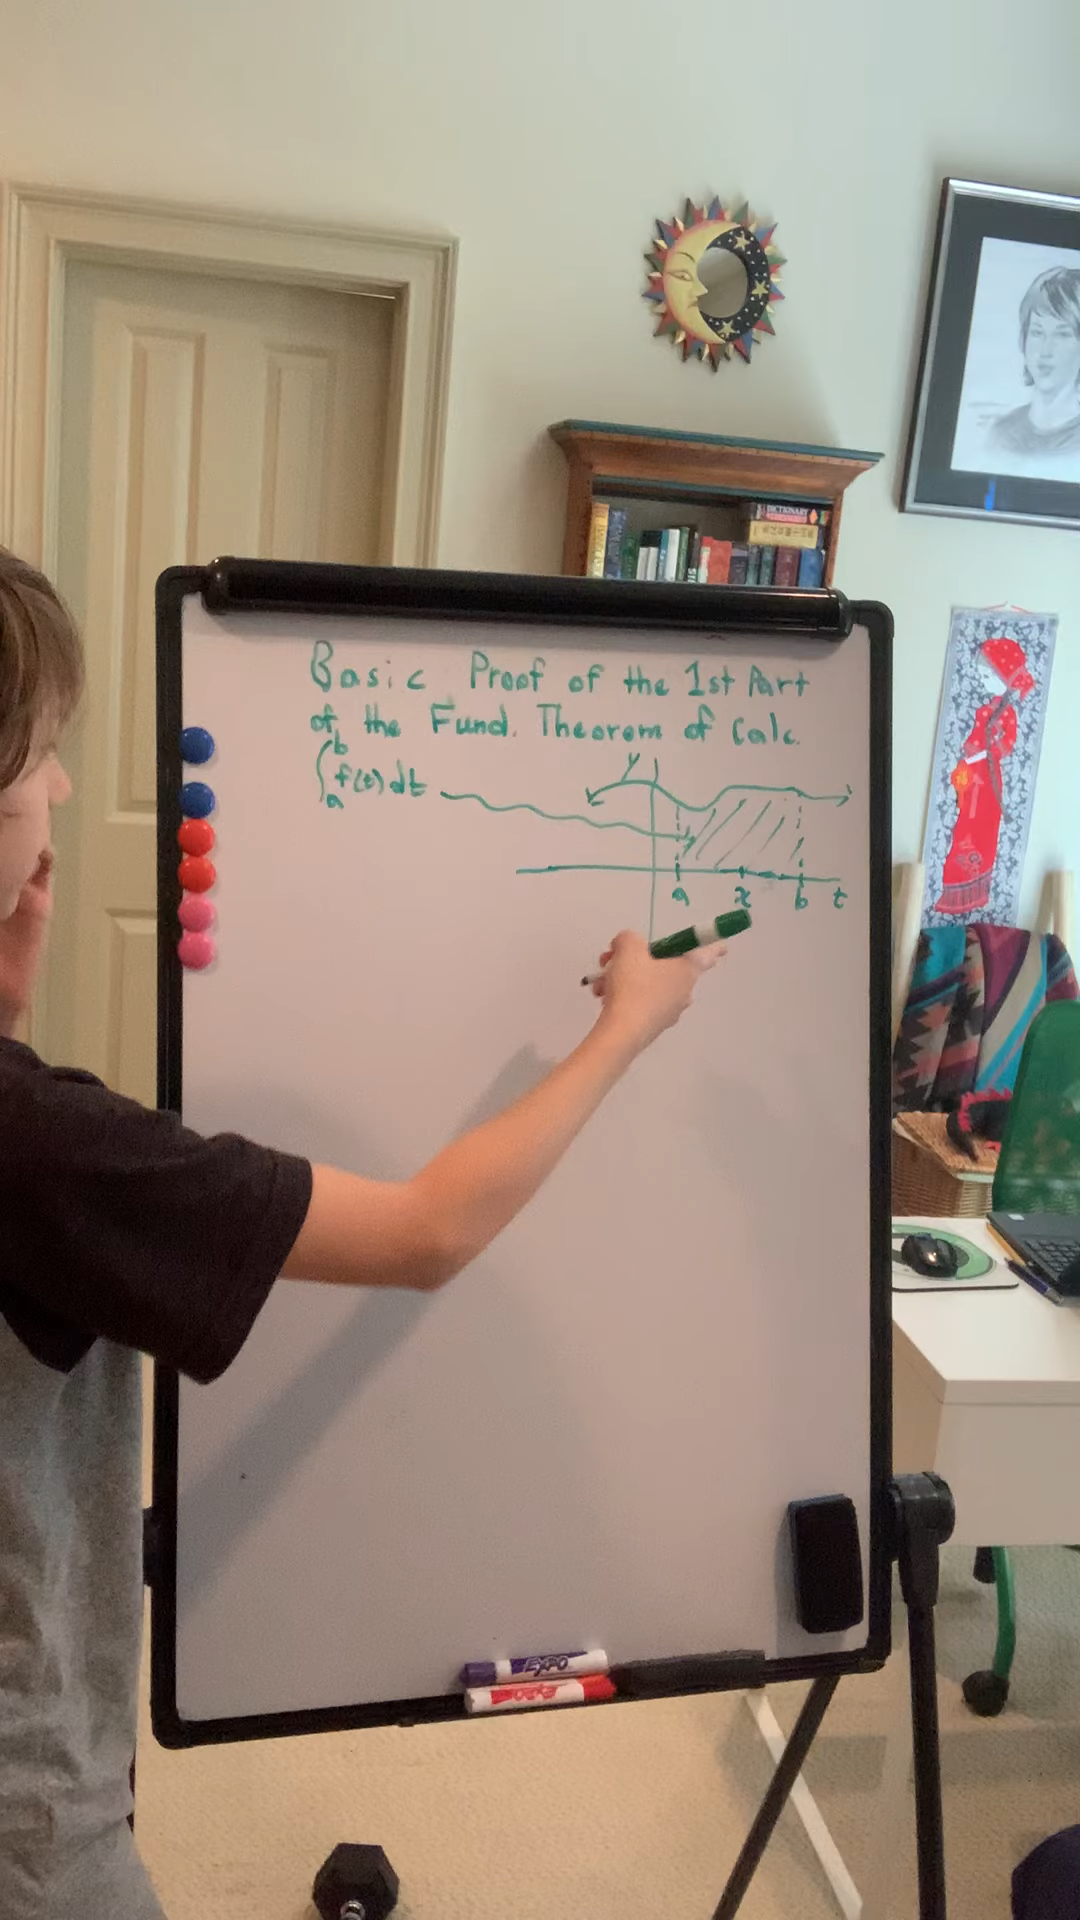 Basic Proof of the 1st Part
of the Fund. Theorem of Calc.
∫ₐᵇ f(t) dt
y
a x b t
DICTIONARY
EXPO
EXPO